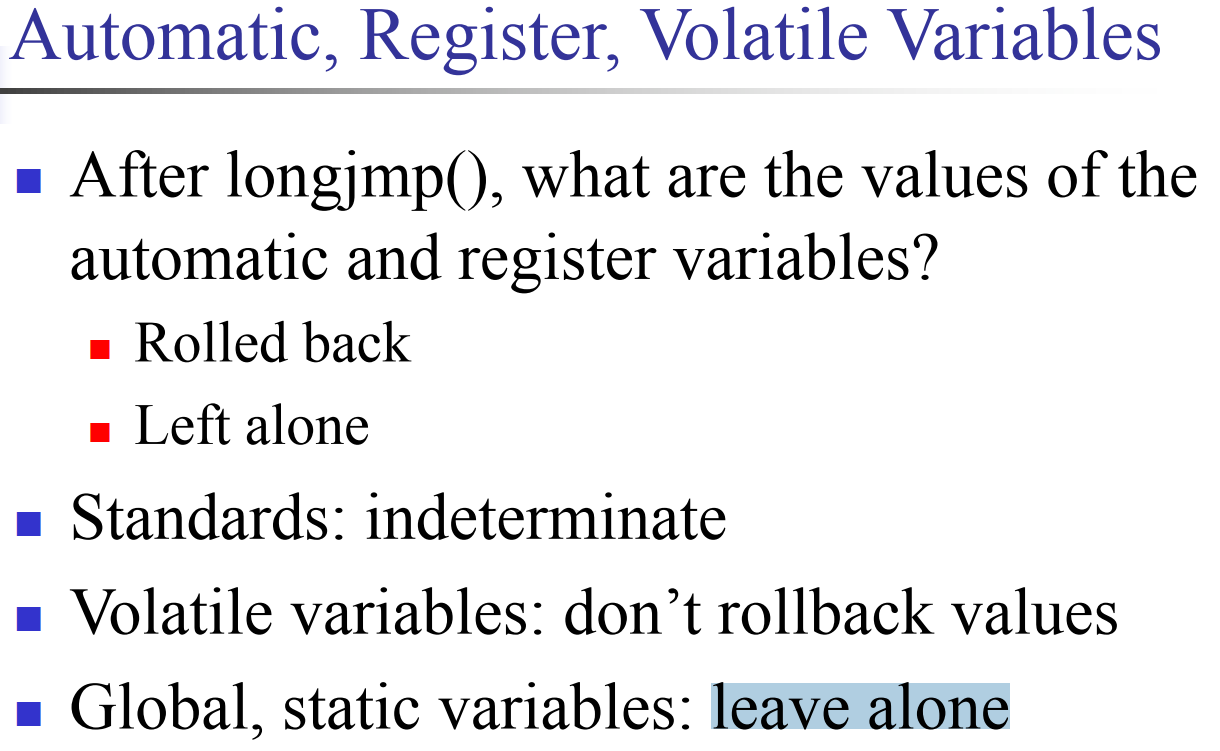 Automatic, Register, Volatile Variables
After longjmp(), what are the values of the
automatic and register variables?
Rolled back
Left alone
Standards: indeterminate
Volatile variables: don’t rollback values
Global, static variables: leave alone